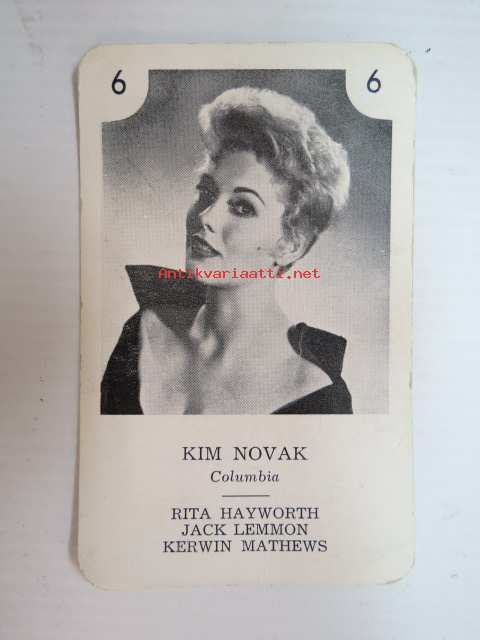 6 6
Antikvariaatti.net
KIM NOVAK
Columbia
RITA HAYWORTH
JACK LEMMON
KERWIN MATHEWS